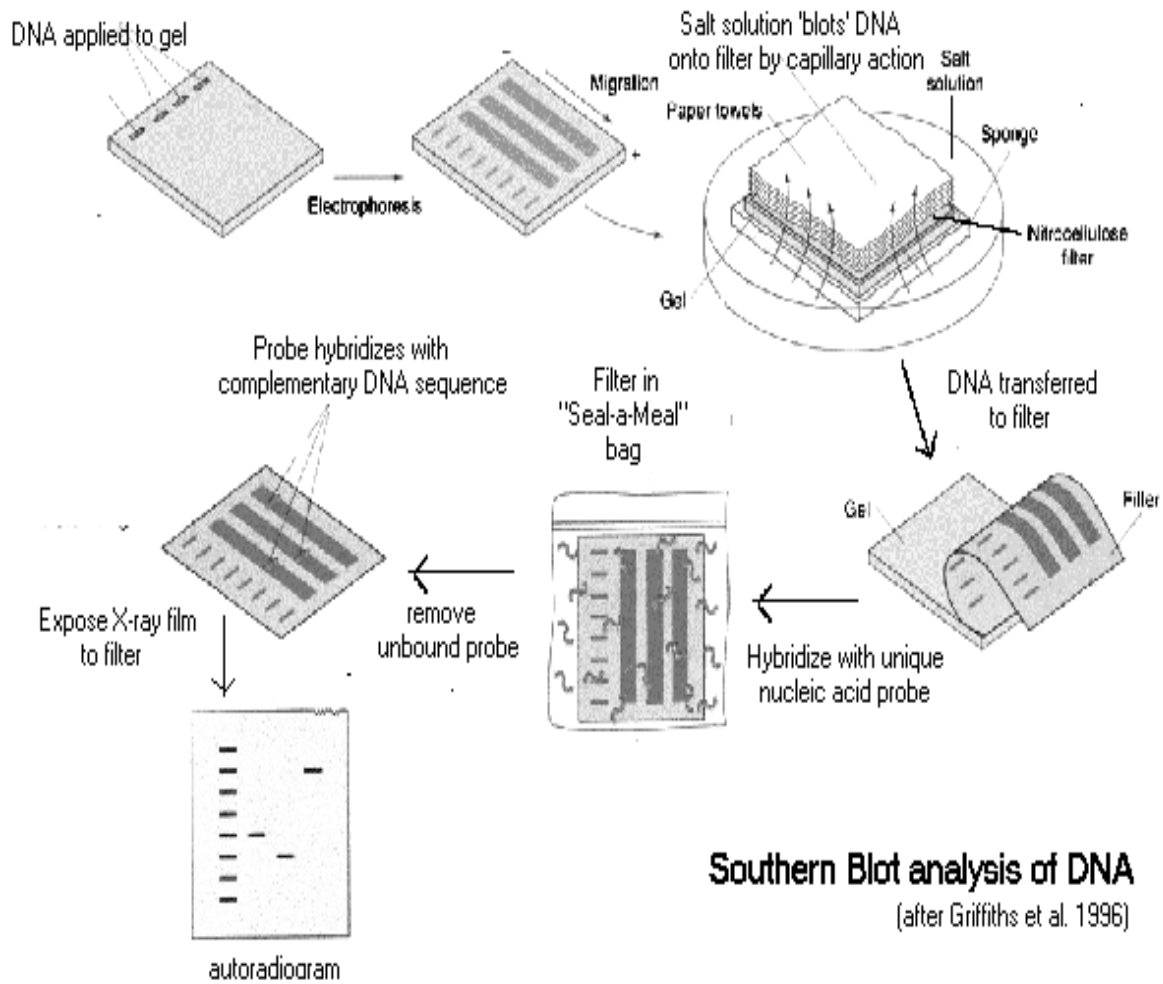 DNA applied to gel
Electrophoresis
Migration
+
Salt solution 'blots' DNA
onto filter by capillary action
Salt
solution
Paper towels
Sponge
Nitrocellulose
filter
Gel
DNA transferred
to filter
Gel
Filler
Hybridize with unique
nucleic acid probe
Filter in
"Seal-a-Meal"
bag
remove
unbound probe
Probe hybridizes with
complementary DNA sequence
Expose X-ray film
to filter
autoradiogram
Southern Blot analysis of DNA
(after Griffiths et al. 1996)